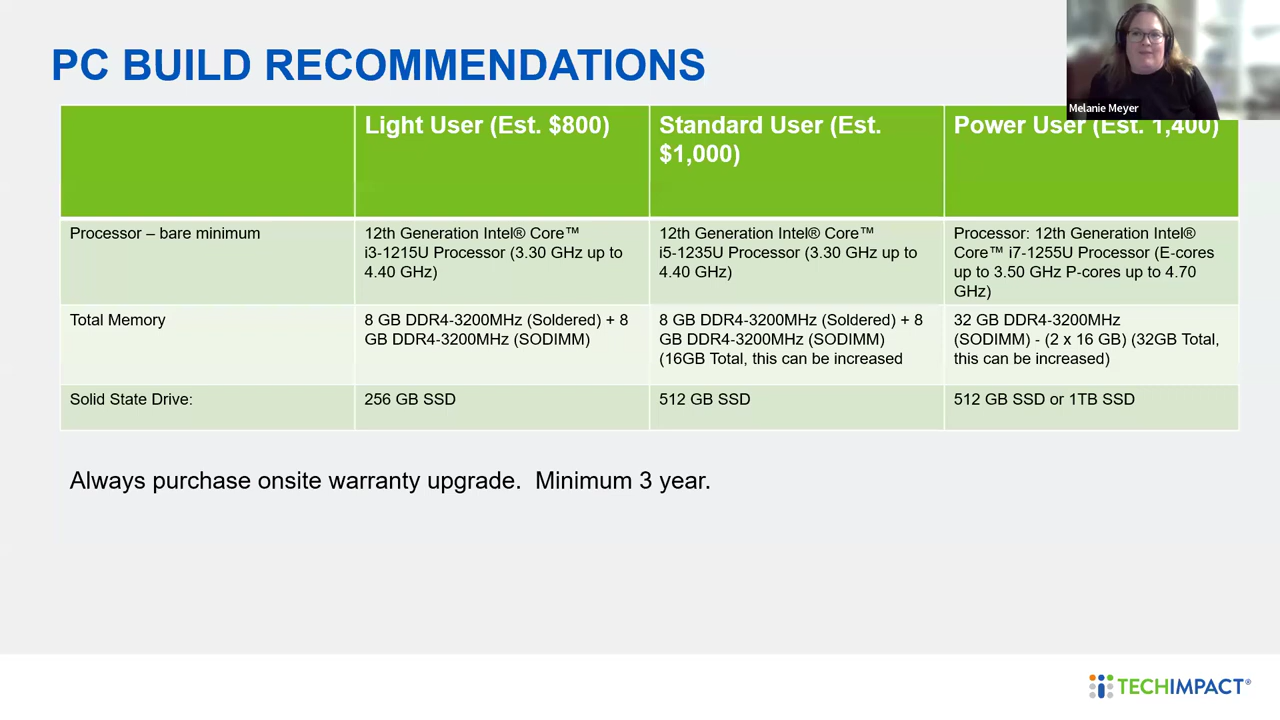 PC BUILD RECOMMENDATIONS
Melanie Meyer
Light User (Est. $800)
Standard User (Est.
$1,000)
Power User (Est. 1,400)
Processor – bare minimum
12th Generation Intel® Core™
i3-1215U Processor (3.30 GHz up to
4.40 GHz)
12th Generation Intel® Core™
i5-1235U Processor (3.30 GHz up to
4.40 GHz)
Processor: 12th Generation Intel®
Core™ i7-1255U Processor (E-cores
up to 3.50 GHz P-cores up to 4.70
GHz)
Total Memory
8 GB DDR4-3200MHz (Soldered) + 8
GB DDR4-3200MHz (SODIMM)
8 GB DDR4-3200MHz (Soldered) + 8
GB DDR4-3200MHz (SODIMM)
(16GB Total, this can be increased
32 GB DDR4-3200MHz
(SODIMM) - (2 x 16 GB) (32GB Total,
this can be increased)
Solid State Drive:
256 GB SSD
512 GB SSD
512 GB SSD or 1TB SSD
Always purchase onsite warranty upgrade.  Minimum 3 year.
TECHIMPACT®